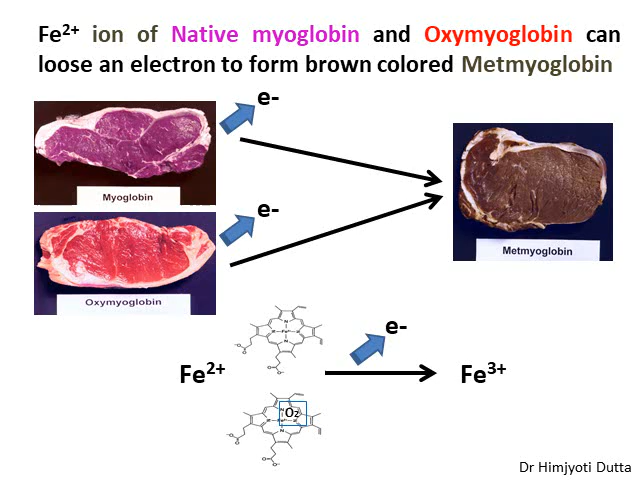 Fe2+ ion of Native myoglobin and Oxymyoglobin can
loose an electron to form brown colored Metmyoglobin
e-
Myoglobin
e-
Oxymyoglobin
Metmyoglobin
e-
Fe2+
Fe3+
O2
Dr Himjyoti Dutta